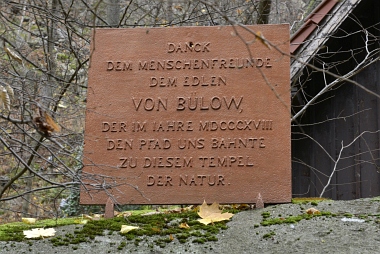 DANCK
DEM MENSCHENFREUNDE
DEM EDLEN
VON BÜLOW,
DER IM IAHRE MDCCCXVIII
DEN PFAD UNS BAHNTE
ZU DIESEM TEMPEL
DER NATUR.